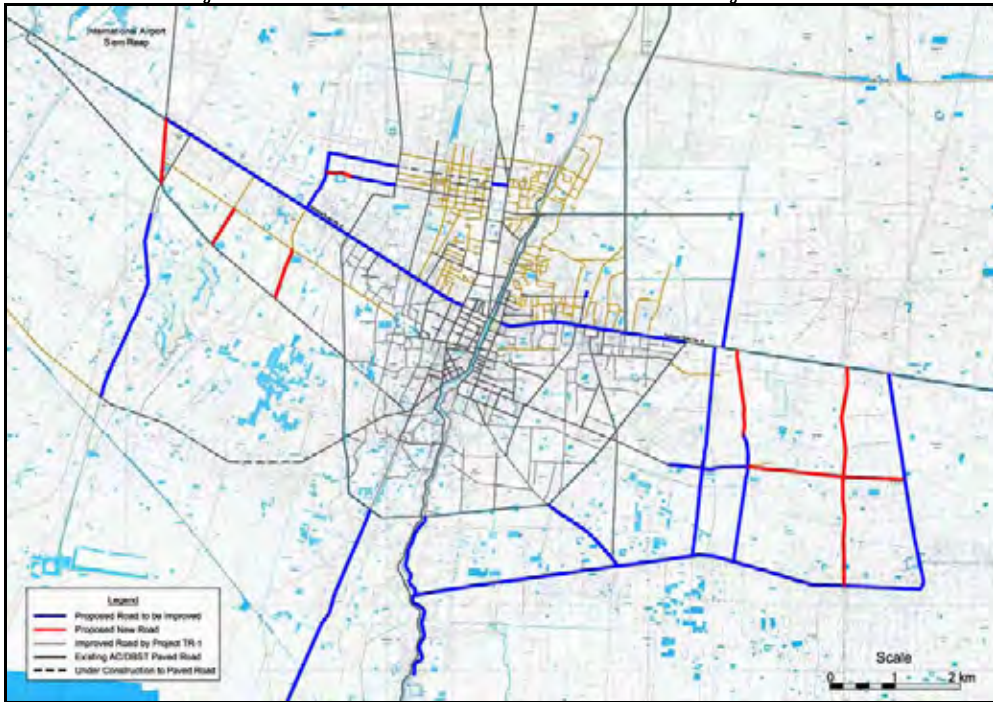 International Airport
Siem Reap
Legend
Proposed Road to be Improved
Proposed New Road
Improved Road by Project TR-1
Existing AC/DBST Paved Road
Under Construction to Paved Road
Scale
0 1 2 km